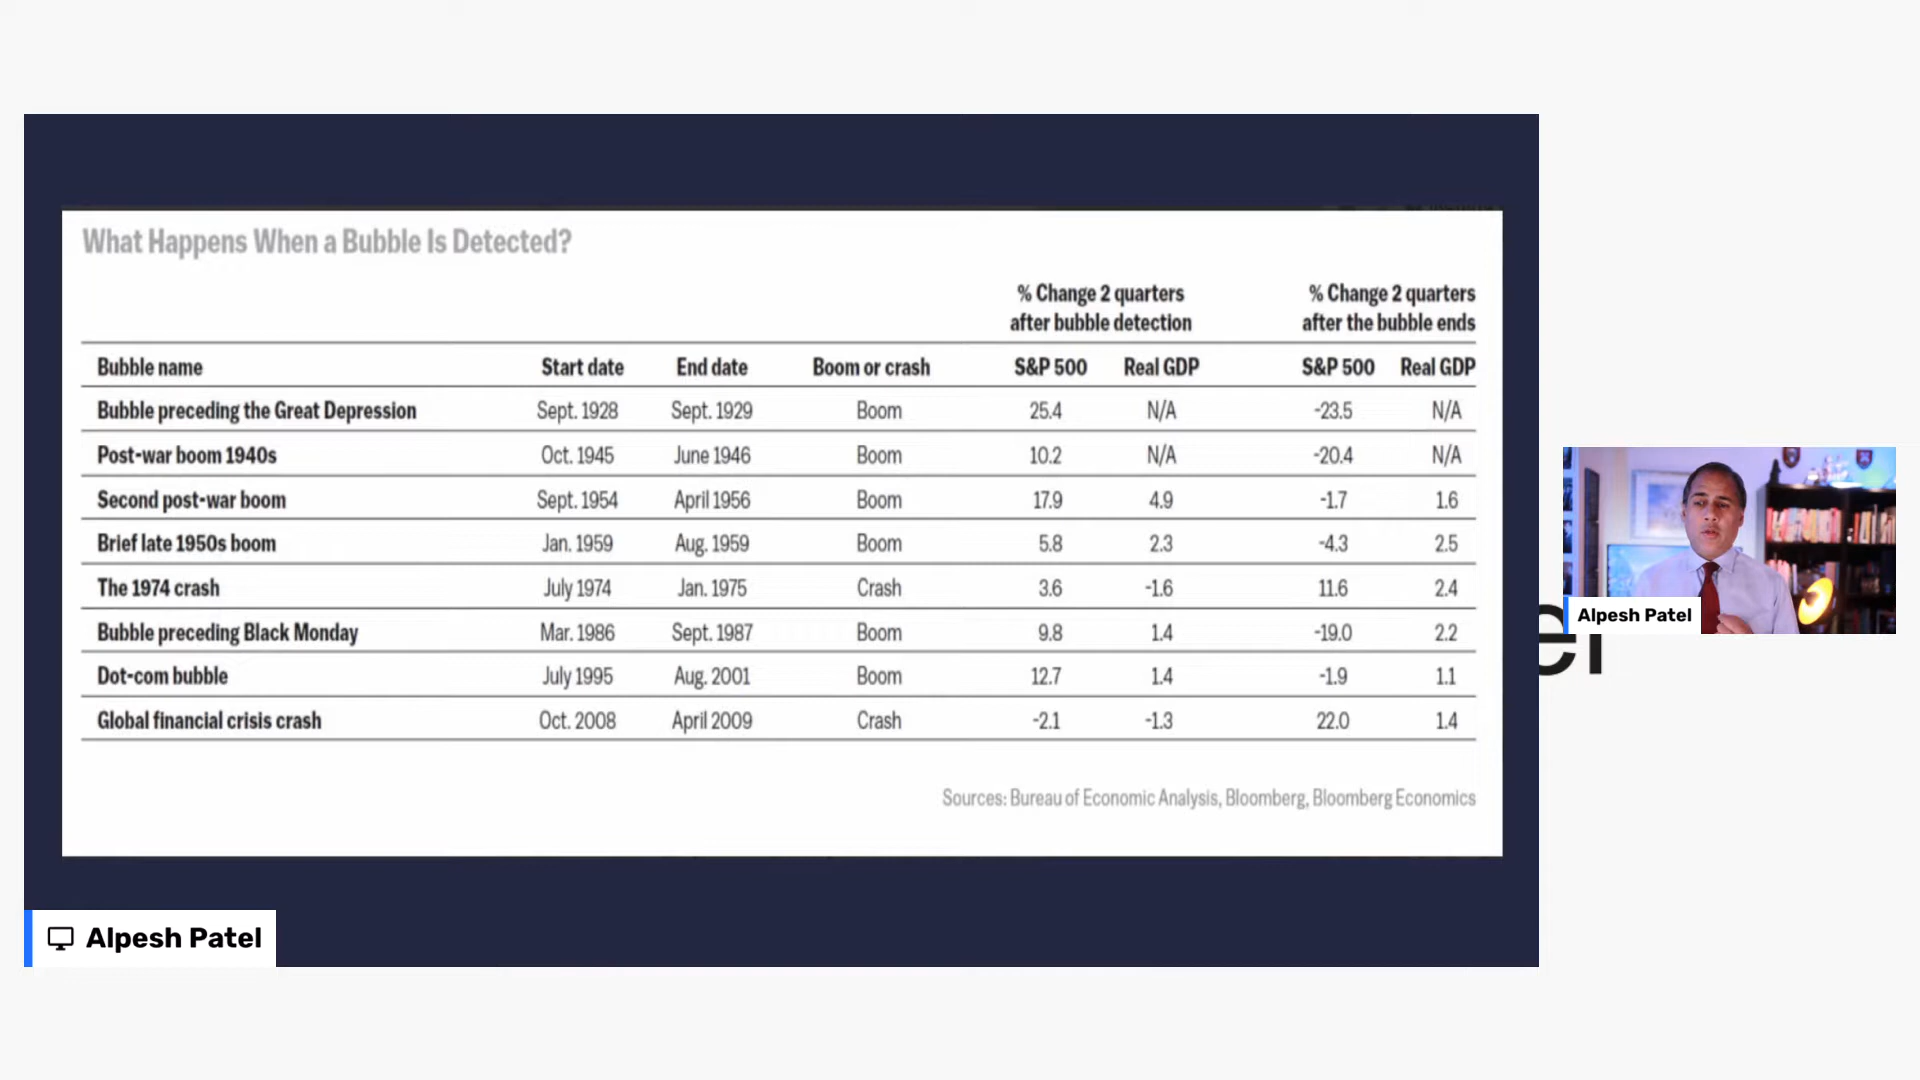 What Happens When a Bubble Is Detected?
% Change 2 quarters after bubble detection
% Change 2 quarters after the bubble ends
Bubble name Start date End date Boom or crash S&P 500 Real GDP S&P 500 Real GDP
Bubble preceding the Great Depression Sept. 1928 Sept. 1929 Boom 25.4 N/A -23.5 N/A
Post-war boom 1940s Oct. 1945 June 1946 Boom 10.2 N/A -20.4 N/A
Second post-war boom Sept. 1954 April 1956 Boom 17.9 4.9 -1.7 1.6
Brief late 1950s boom Jan. 1959 Aug. 1959 Boom 5.8 2.3 -4.3 2.5
The 1974 crash July 1974 Jan. 1975 Crash 3.6 -1.6 11.6 2.4
Bubble preceding Black Monday Mar. 1986 Sept. 1987 Boom 9.8 1.4 -19.0 2.2
Dot-com bubble July 1995 Aug. 2001 Boom 12.7 1.4 -1.9 1.1
Global financial crisis crash Oct. 2008 April 2009 Crash -2.1 -1.3 22.0 1.4
Sources: Bureau of Economic Analysis, Bloomberg, Bloomberg Economics
Alpesh Patel
Alpesh Patel